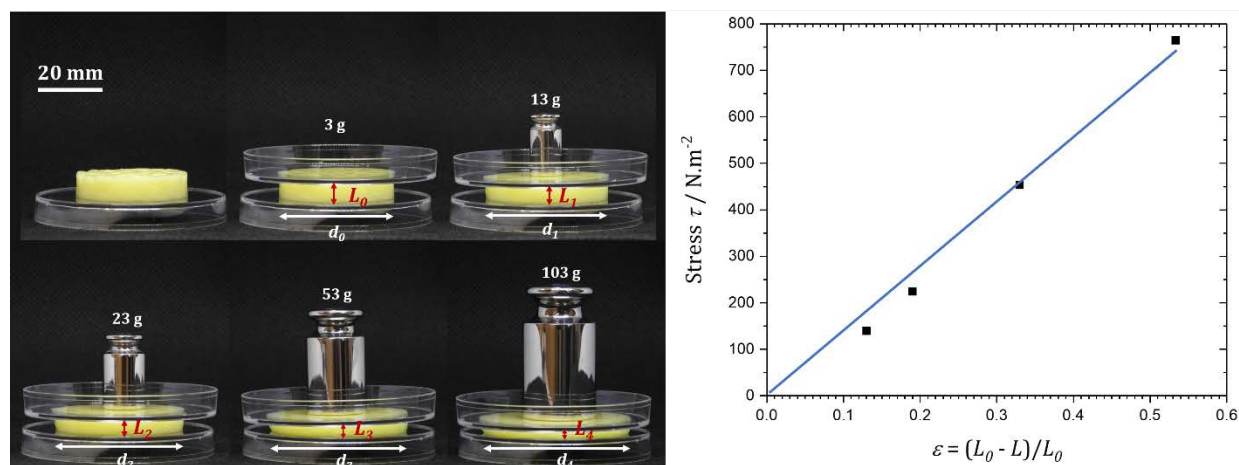 20 mm
3 g
L₀
d₀
13 g
L₁
d₁
23 g
L₂
53 g
L₃
103 g
L₄
800
700
600
500
400
300
200
100
0
Stress τ / N.m⁻²
0.0 0.1 0.2 0.3 0.4 0.5 0.6
ε = (L₀ - L)/L₀